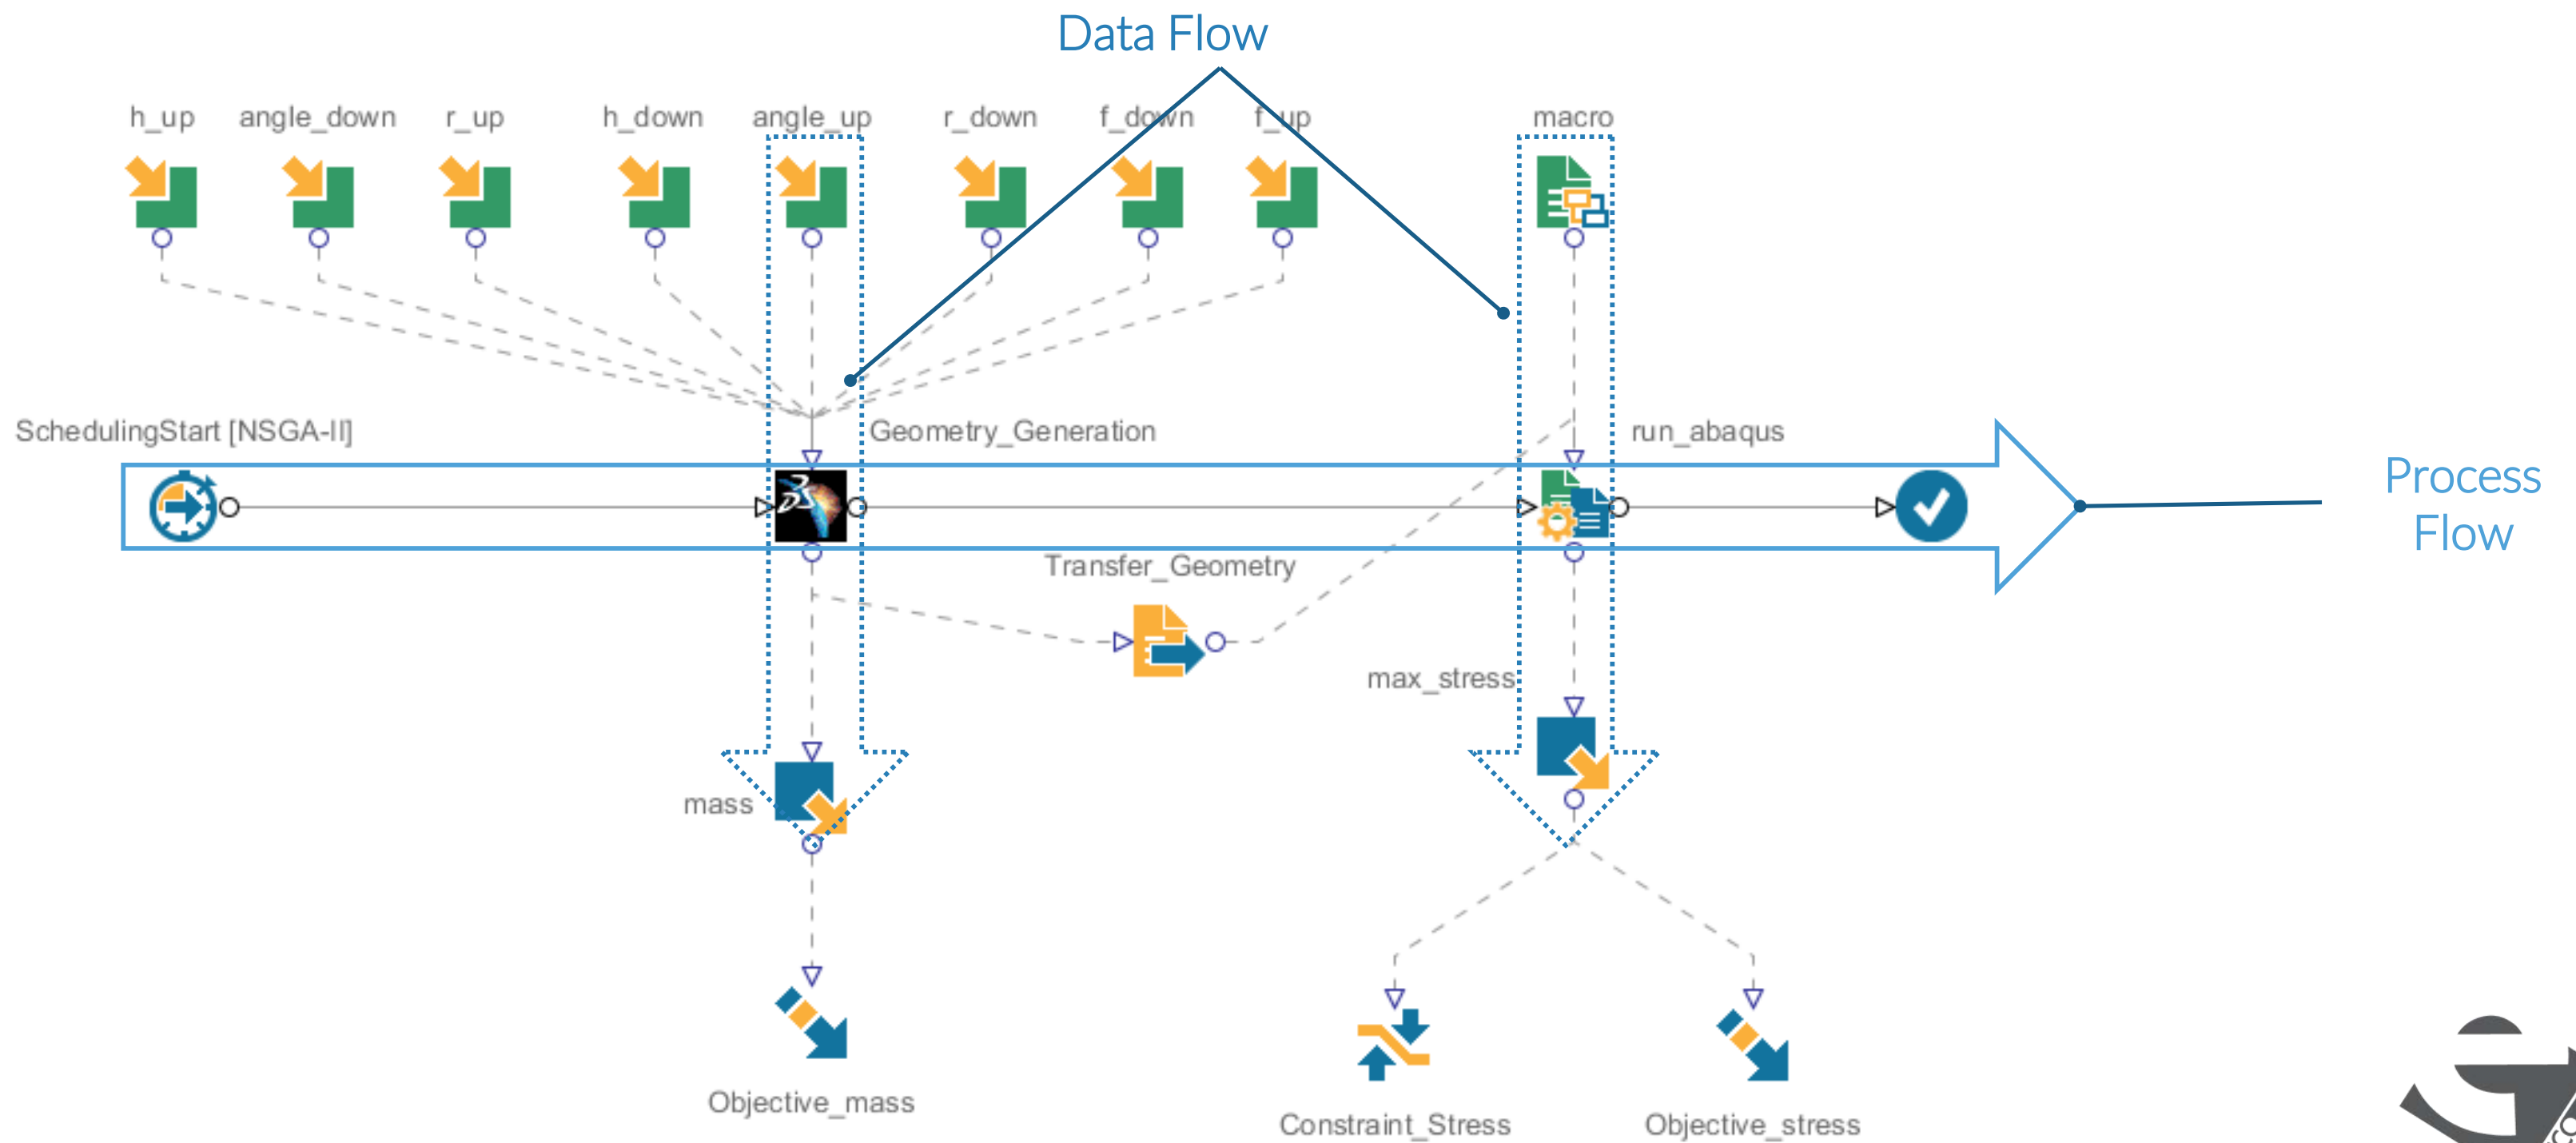 Data Flow
h_up
angle_down
r_up
h_down
angle_up
r_down
f_down
f_up
macro
SchedulingStart [NSGA-II]
Geometry_Generation
run_abaqus
Process
Flow
Transfer_Geometry
max_stress
mass
Objective_mass
Constraint_Stress
Objective_stress